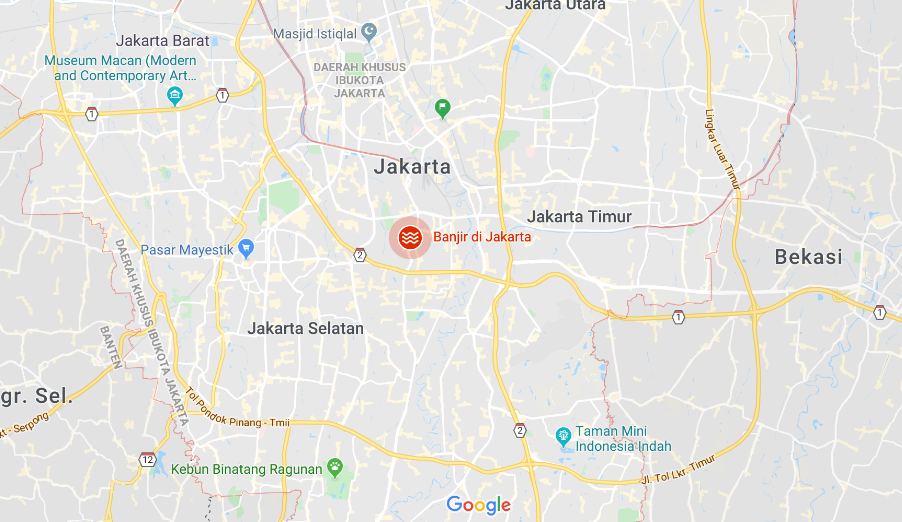 Jakarta Utara
Masjid Istiqlal
Jakarta Barat
Museum Macan (Modern
and Contemporary Art...
DAERAH KHUSUS
IBUKOTA
JAKARTA
1
1
Lingkar Luar Timur
Jakarta
Jakarta Timur
Banjir di Jakarta
Pasar Mayestik
2
Bekasi
DAERAH KHUSUS IBUKOTA JAKARTA
BANTEN
1
1
Jakarta Selatan
gr. Sel.
Tol Pondok Pinang - Tmii
kt - Serpong
2
Taman Mini
Indonesia Indah
12
Kebun Binatang Ragunan
Jl. Tol Lkr. Timur
Google